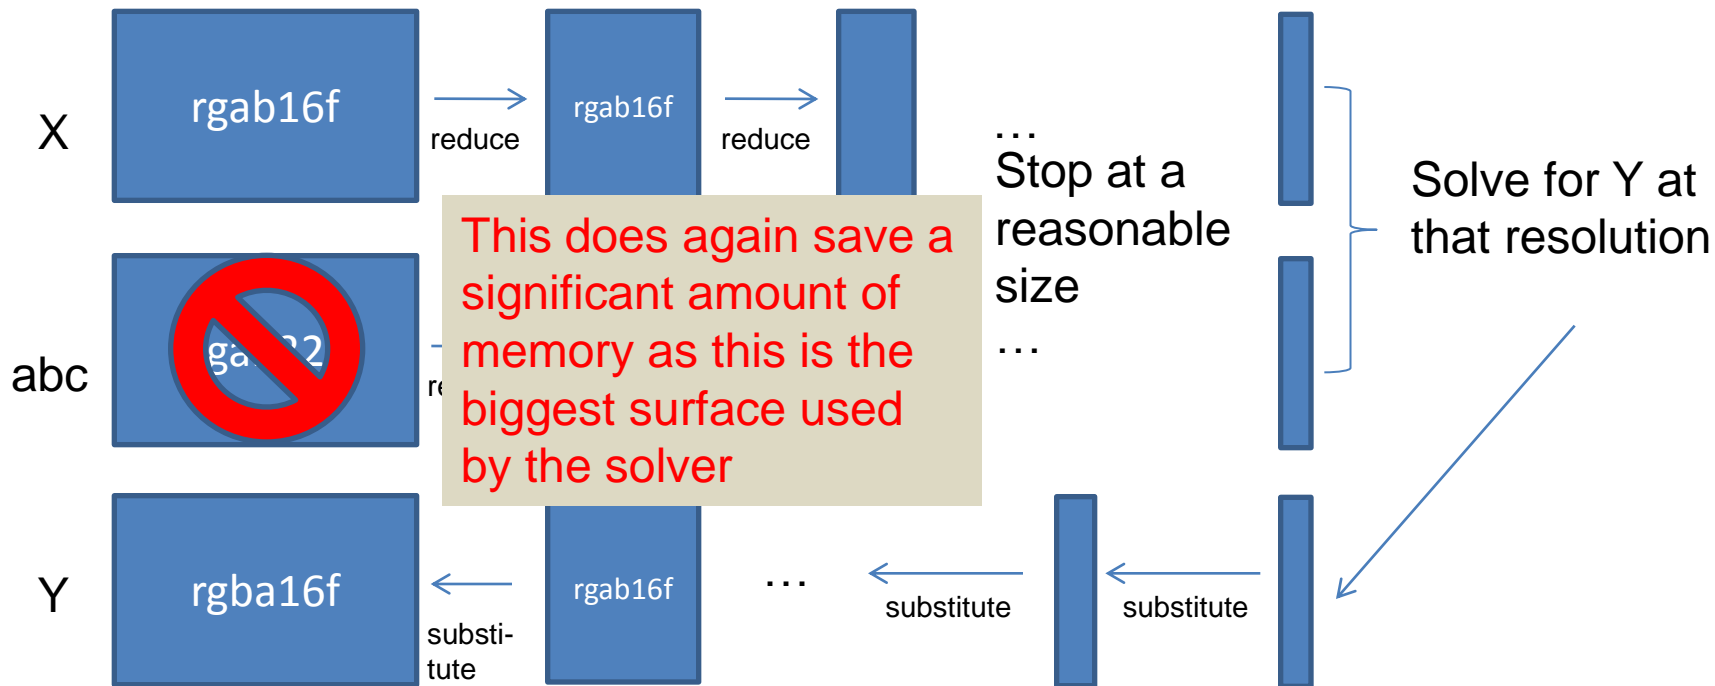 X
rgab16f
reduce
rgab16f
reduce
...
Stop at a
reasonable
size
...
Solve for Y at
that resolution
abc
This does again save a
significant amount of
memory as this is the
biggest surface used
by the solver
Y
rgba16f
substi-
tute
rgab16f
...
substitute
substitute